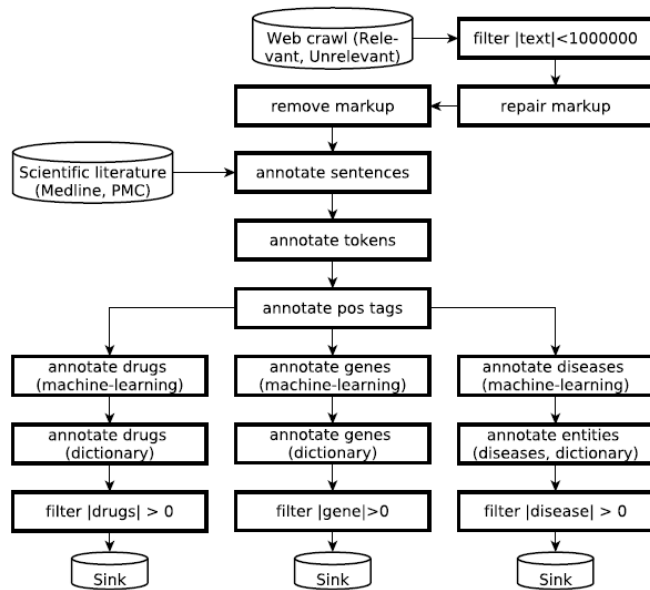 Web crawl (Rele-
vant, Unrelevant)
filter |text|<1000000
remove markup
repair markup
Scientific literature
(Medline, PMC)
annotate sentences
annotate tokens
annotate pos tags
annotate drugs
(machine-learning)
annotate genes
(machine-learning)
annotate diseases
(machine-learning)
annotate drugs
(dictionary)
annotate genes
(dictionary)
annotate entities
(diseases, dictionary)
filter |drugs| > 0
filter |gene|>0
filter |disease| > 0
Sink
Sink
Sink